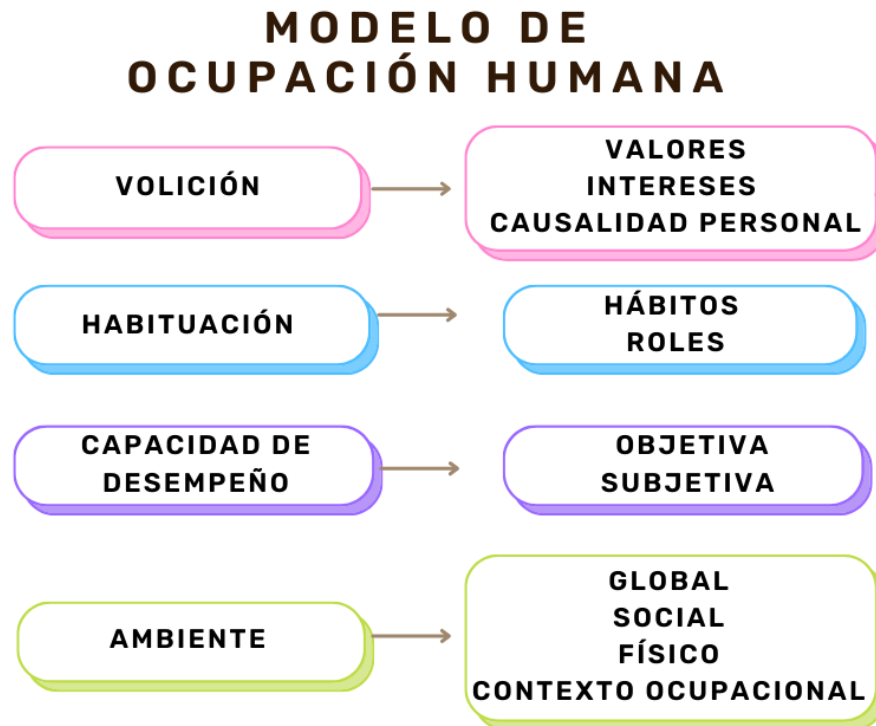 MODELO DE
OCUPACIÓN HUMANA
VOLICIÓN
VALORES
INTERESES
CAUSALIDAD PERSONAL
HABITUACIÓN
HÁBITOS
ROLES
CAPACIDAD DE
DESEMPEÑO
OBJETIVA
SUBJETIVA
AMBIENTE
GLOBAL
SOCIAL
FÍSICO
CONTEXTO OCUPACIONAL